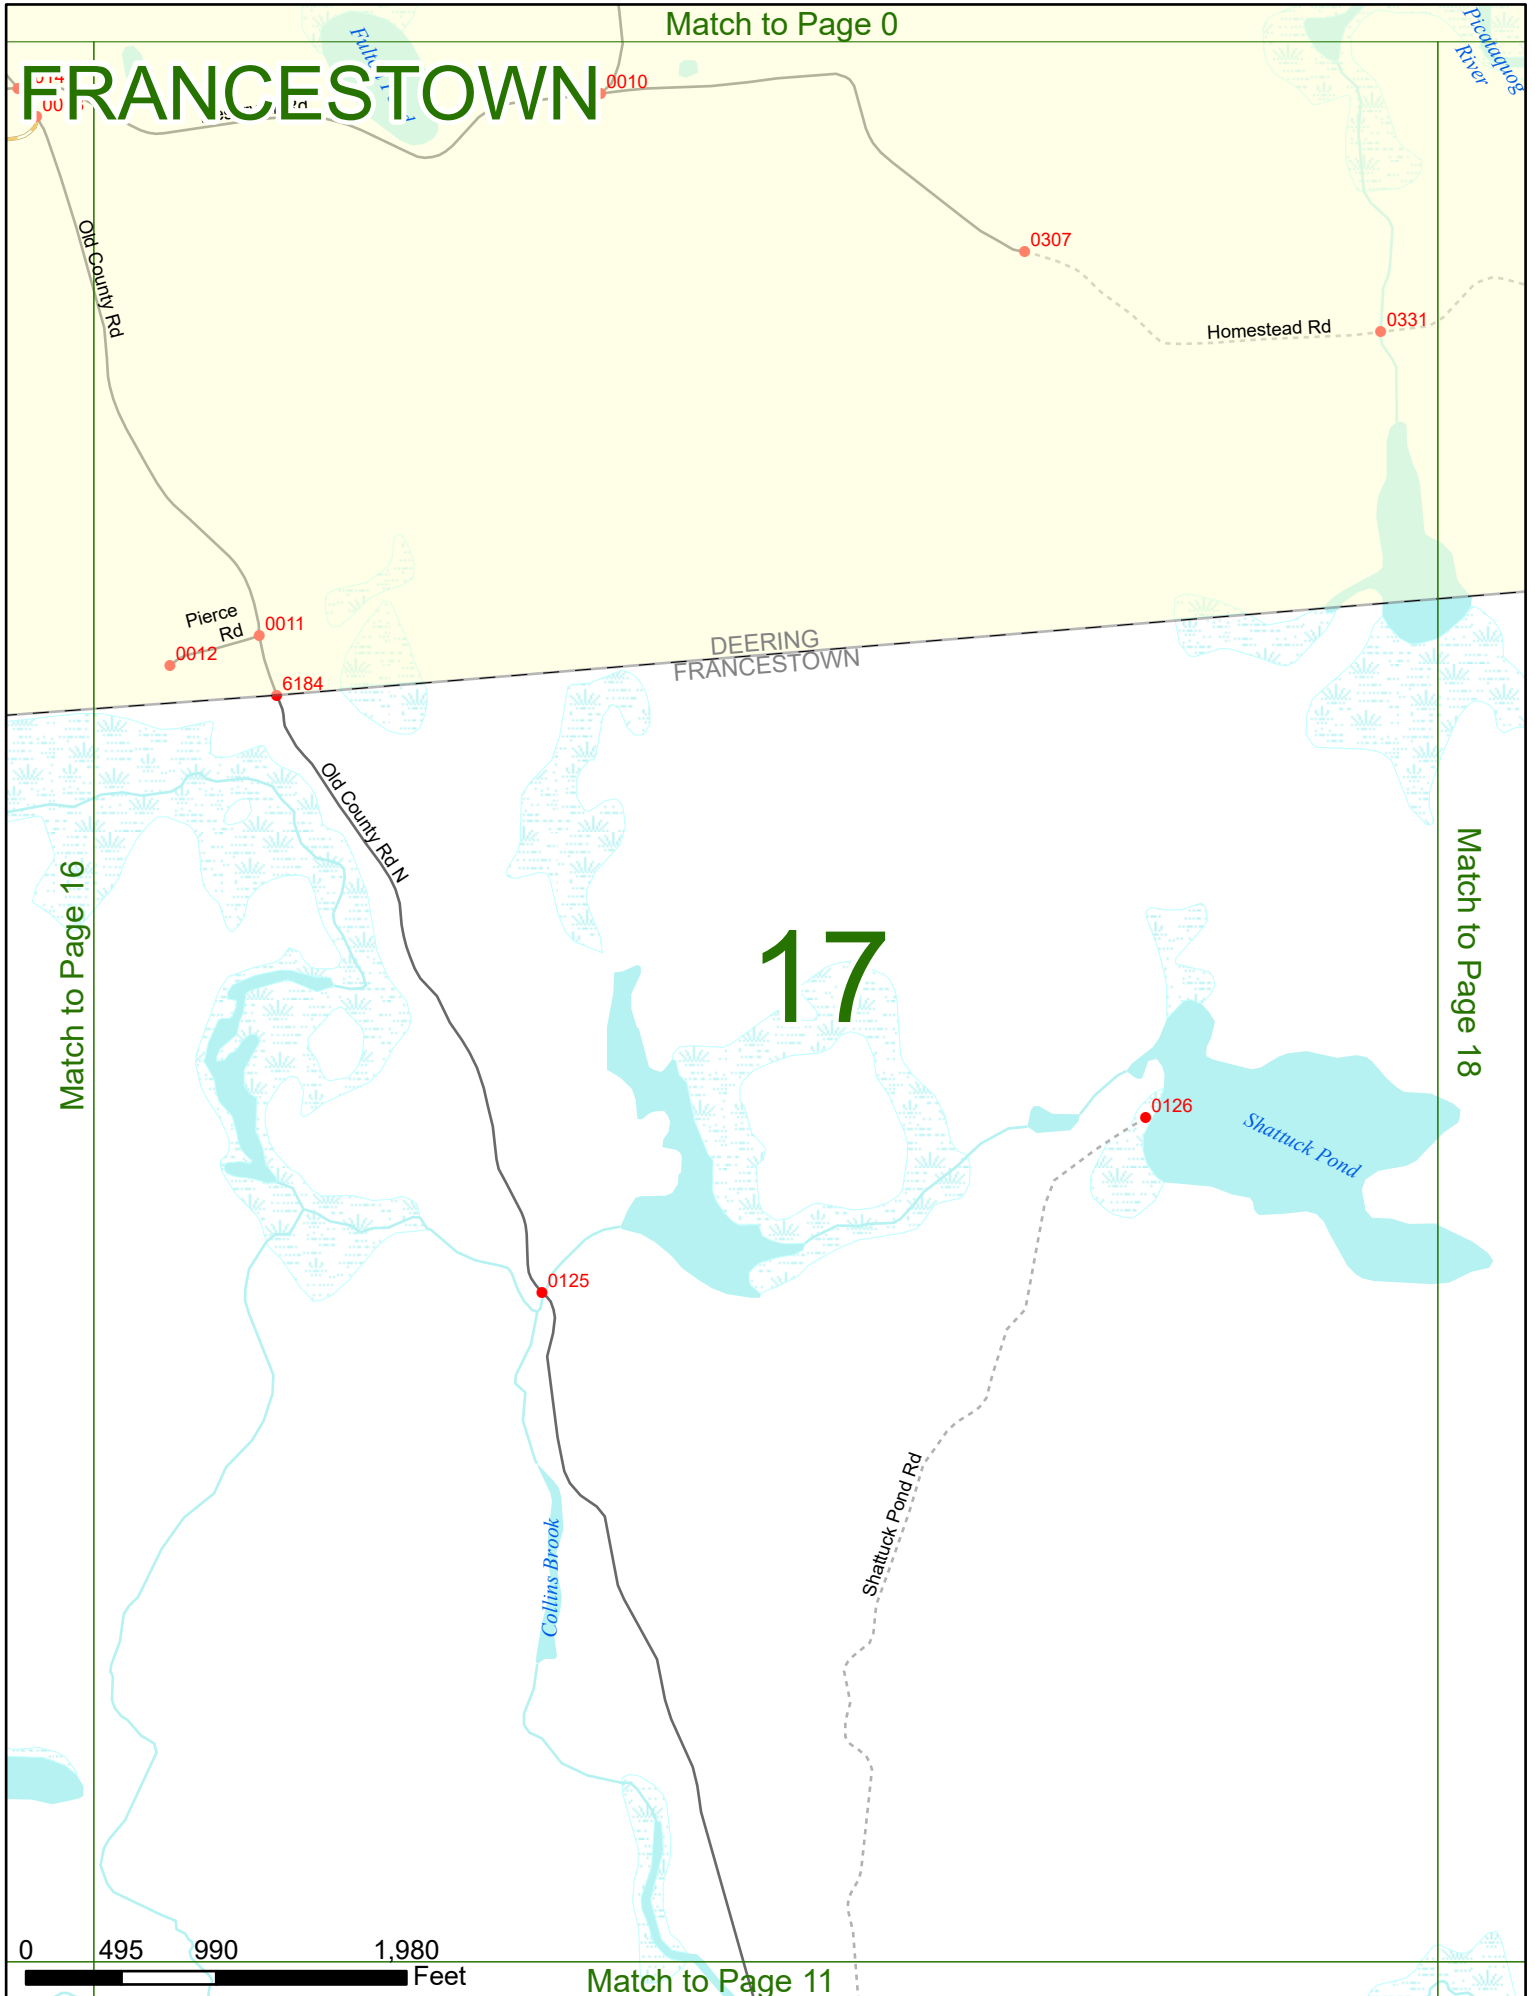 Match to Page 0
Picataquog
River
FRANCESTOWN
0010
Old County Rd
0307
Homestead Rd
0331
Pierce
Rd
0011
0012
DEERING
FRANCESTOWN
6184
Old County Rd N
Match to Page 16
17
Match to Page 18
0126
Shattuck Pond
0125
Shattuck Pond Rd
Collins Brook
0 495 990 1,980
Feet
Match to Page 11